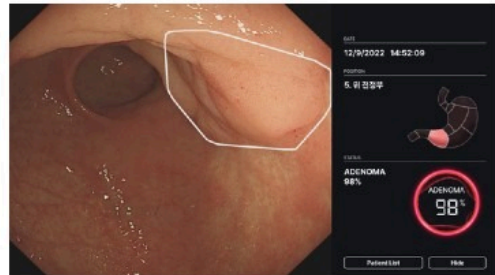 DATE
12/9/2022 14:52:09
POSITION
5. 위 전정부
STATUS
ADENOMA
98%
ADENOMA
98%
Patient List
Hide